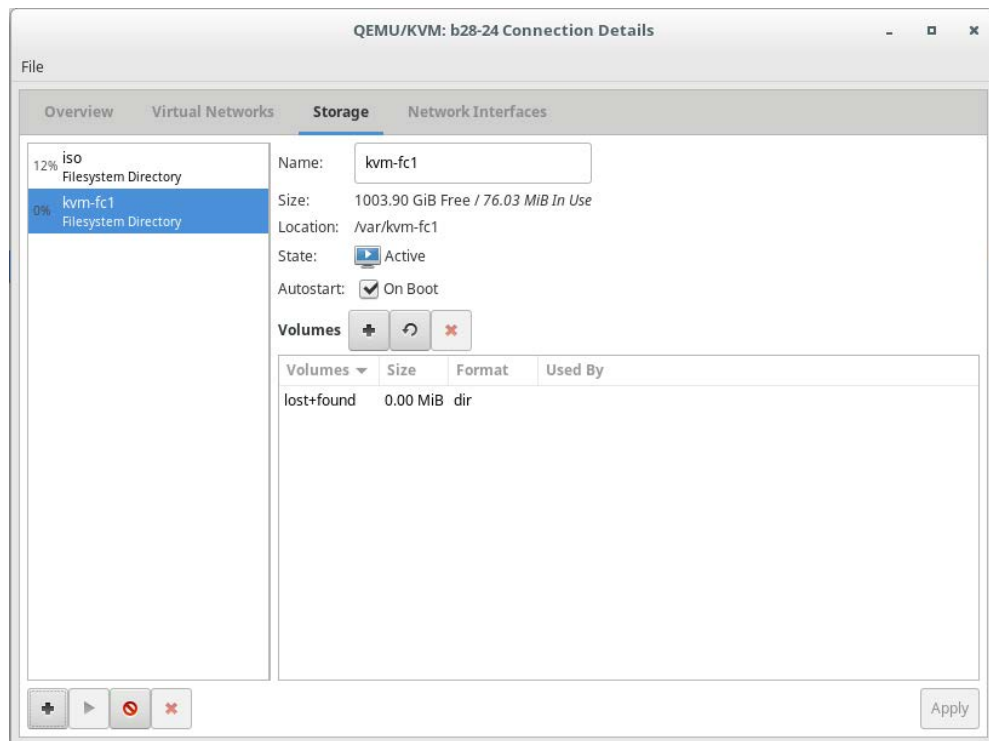 QEMU/KVM: b28-24 Connection Details
File
Overview Virtual Networks Storage Network Interfaces
12% iso
Filesystem Directory
0% kvm-fc1
Filesystem Directory
Name: kvm-fc1
Size: 1003.90 GiB Free / 76.03 MiB In Use
Location: /var/kvm-fc1
State: Active
Autostart: On Boot
Volumes
Volumes Size Format Used By
lost+found 0.00 MiB dir
Apply